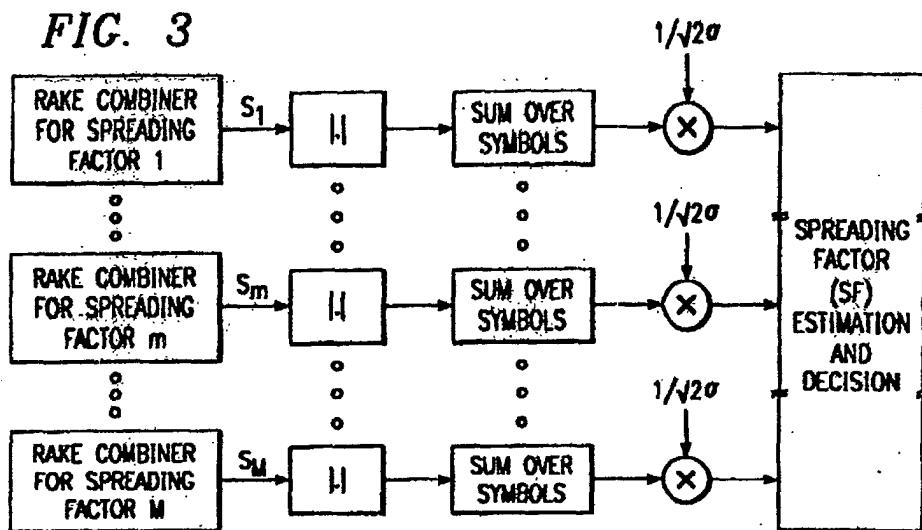 FIG. 3
1/√2σ
RAKE COMBINER
FOR SPREADING
FACTOR 1
S1
|.|
SUM OVER
SYMBOLS
×
1/√2σ
RAKE COMBINER
FOR SPREADING
FACTOR m
Sm
|.|
SUM OVER
SYMBOLS
×
SPREADING
FACTOR
(SF)
ESTIMATION
AND
DECISION
1/√2σ
RAKE COMBINER
FOR SPREADING
FACTOR M
SM
|.|
SUM OVER
SYMBOLS
×